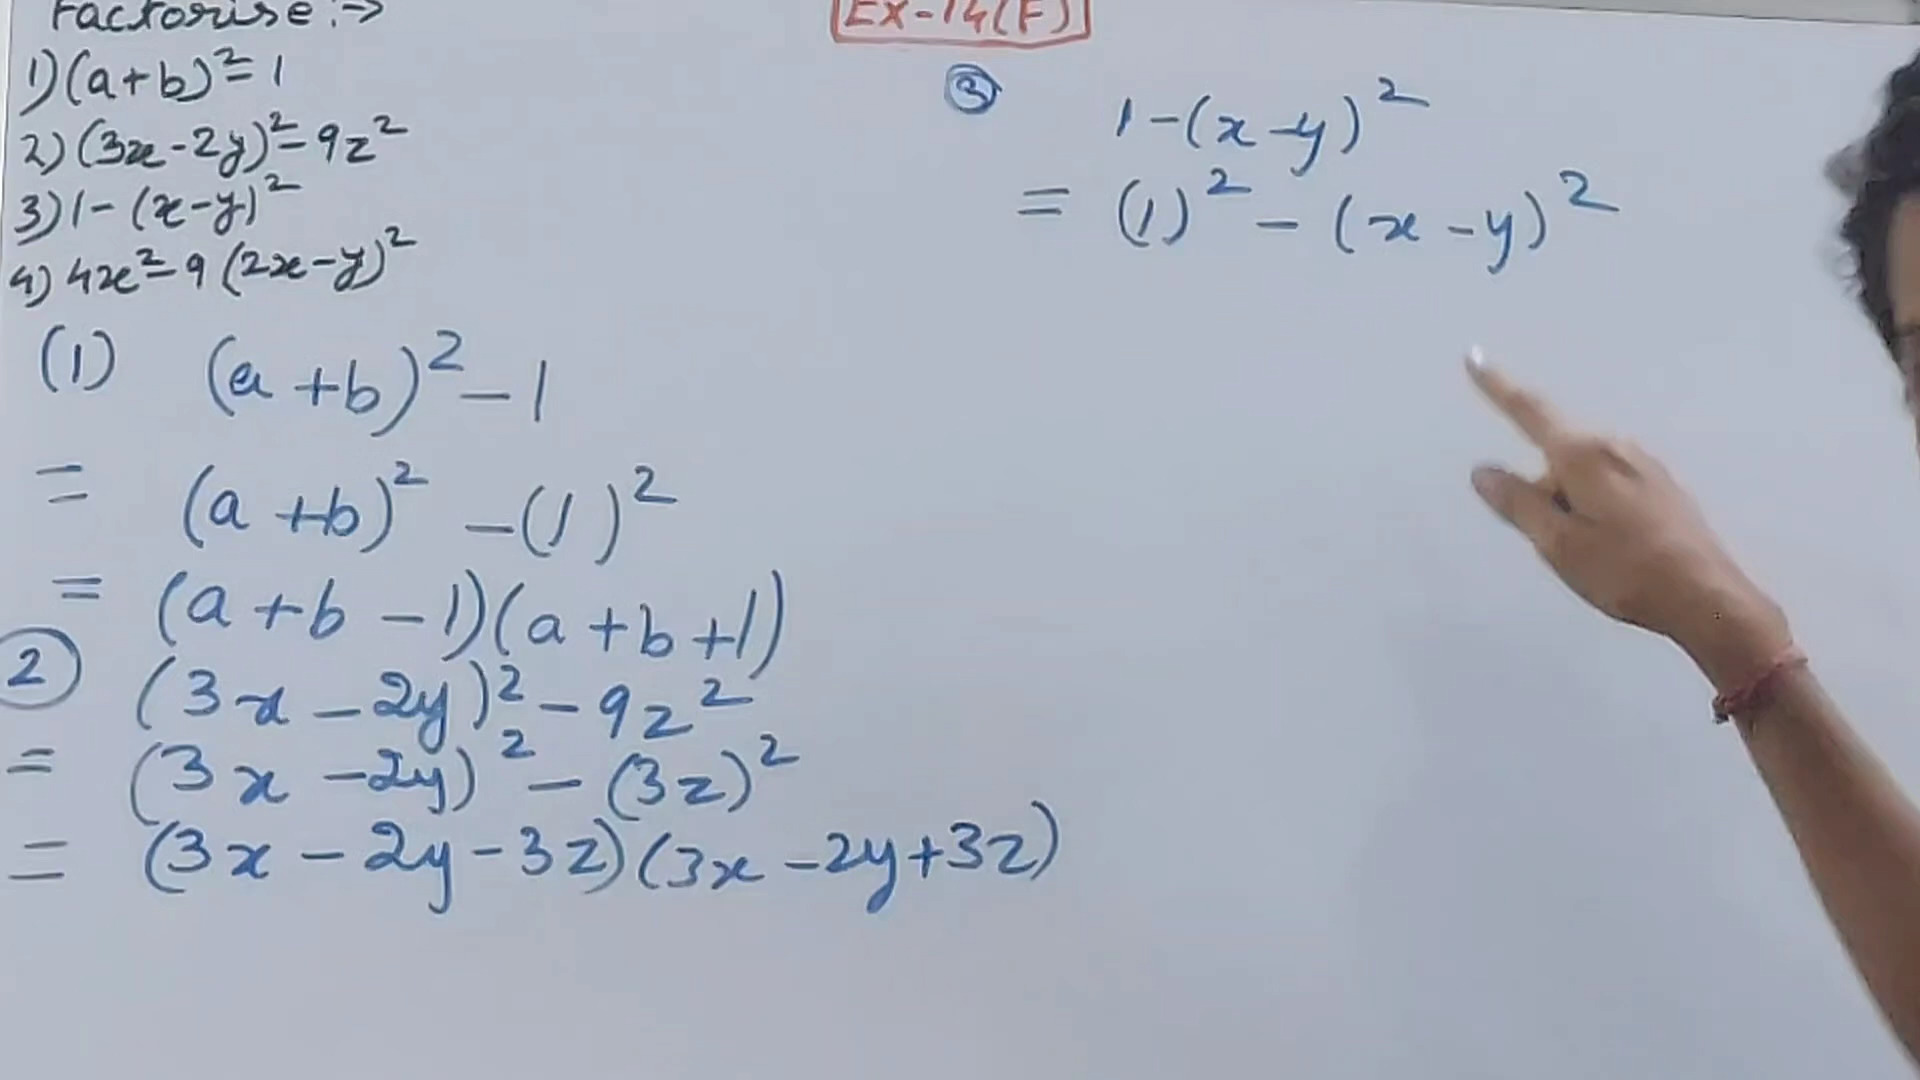 Factorise :->
1) (a+b)² = 1
2) (3x-2y)² - 9z²
3) 1 - (x-y)²
4) 4x² - 9 (2x-y)²
(1) (a+b)² - 1
= (a+b)² - (1)²
= (a+b-1)(a+b+1)
2 (3x-2y)² - 9z²
= (3x-2y)² - (3z)²
= (3x-2y-3z)(3x-2y+3z)
EX-14(F)
3 1-(x-y)²
= (1)² - (x-y)²